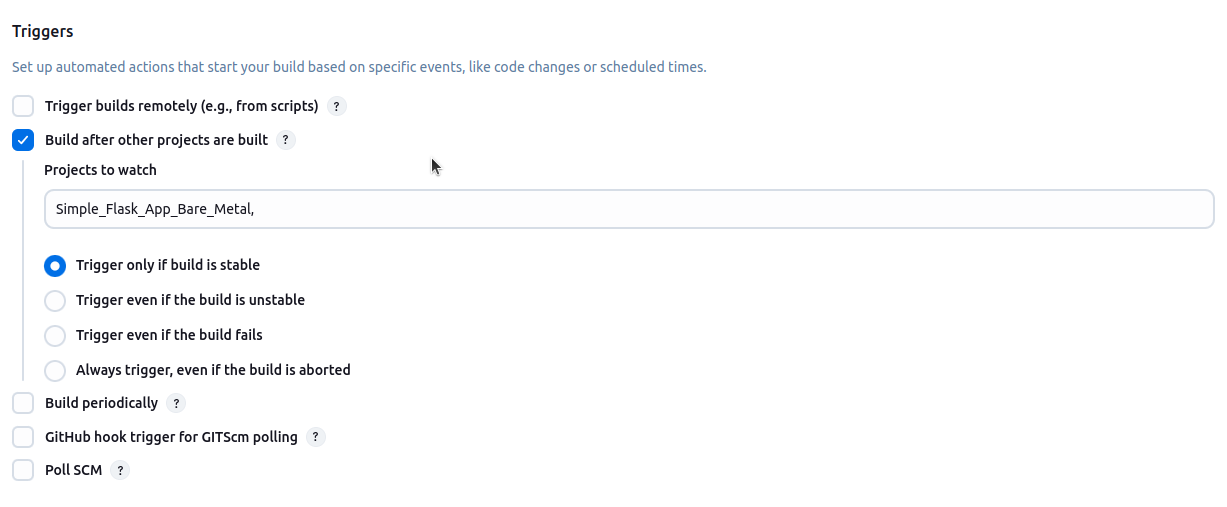 Triggers
Set up automated actions that start your build based on specific events, like code changes or scheduled times.
Trigger builds remotely (e.g., from scripts) ?
Build after other projects are built ?
Projects to watch
Simple_Flask_App_Bare_Metal,
Trigger only if build is stable
Trigger even if the build is unstable
Trigger even if the build fails
Always trigger, even if the build is aborted
Build periodically ?
GitHub hook trigger for GITScm polling ?
Poll SCM ?